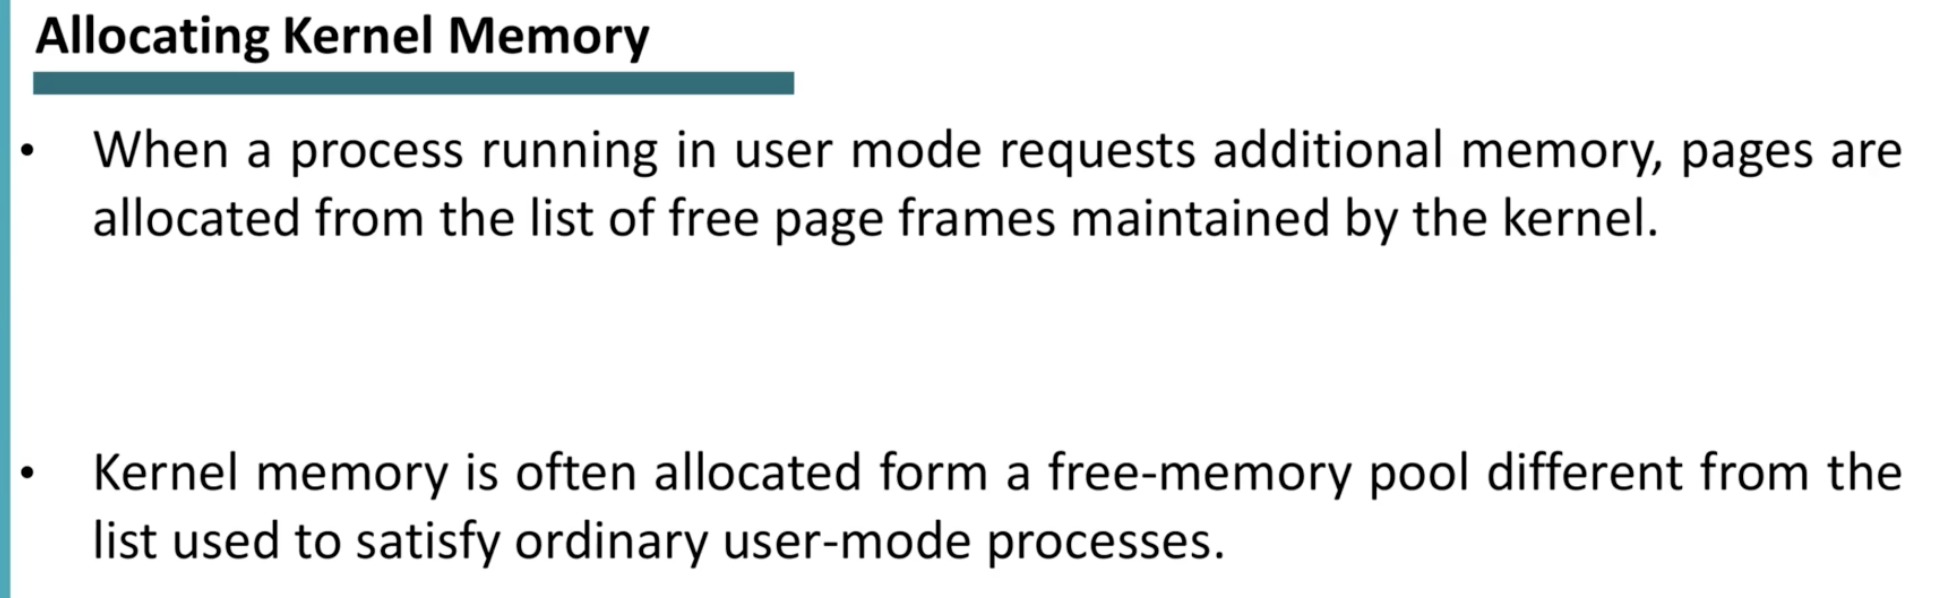 Allocating Kernel Memory
• When a process running in user mode requests additional memory, pages are
allocated from the list of free page frames maintained by the kernel.
• Kernel memory is often allocated form a free-memory pool different from the
list used to satisfy ordinary user-mode processes.